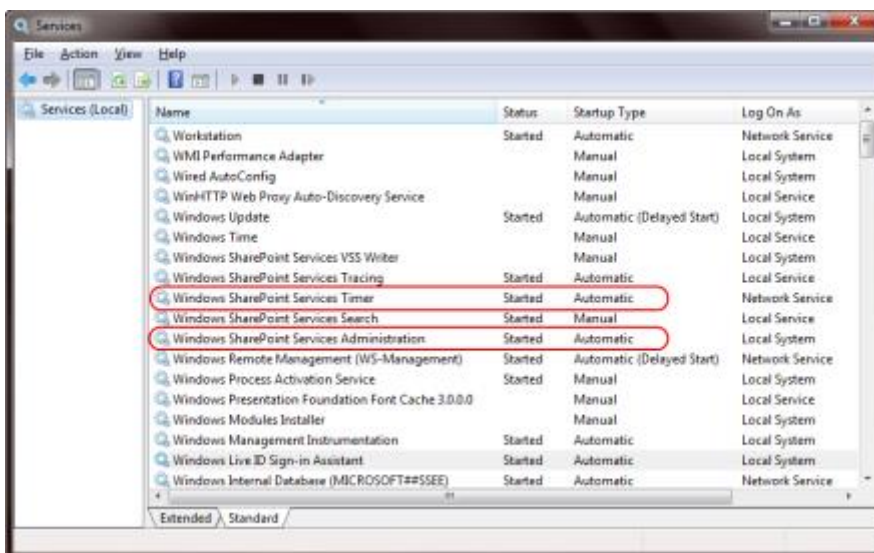 Services
File Action View Help
Services (Local)
Name Status Startup Type Log On As
Workstation Started Automatic Network Service
WMI Performance Adapter Manual Local System
Wired AutoConfig Manual Local System
WinHTTP Web Proxy Auto-Discovery Service Manual Local Service
Windows Update Started Automatic (Delayed Start) Local System
Windows Time Manual Local Service
Windows SharePoint Services VSS Writer Manual Local System
Windows SharePoint Services Tracing Started Automatic Local Service
Windows SharePoint Services Timer Started Automatic Network Service
Windows SharePoint Services Search Started Manual Local Service
Windows SharePoint Services Administration Started Automatic Local System
Windows Remote Management (WS-Management) Started Automatic (Delayed Start) Network Service
Windows Process Activation Service Started Manual Local System
Windows Presentation Foundation Font Cache 3.0.0.0 Manual Local Service
Windows Modules Installer Manual Local System
Windows Management Instrumentation Started Automatic Local System
Windows Live ID Sign-in Assistant Started Automatic Local System
Windows Internal Database (MICROSOFT##SSEE) Started Automatic Network Service
Extended Standard